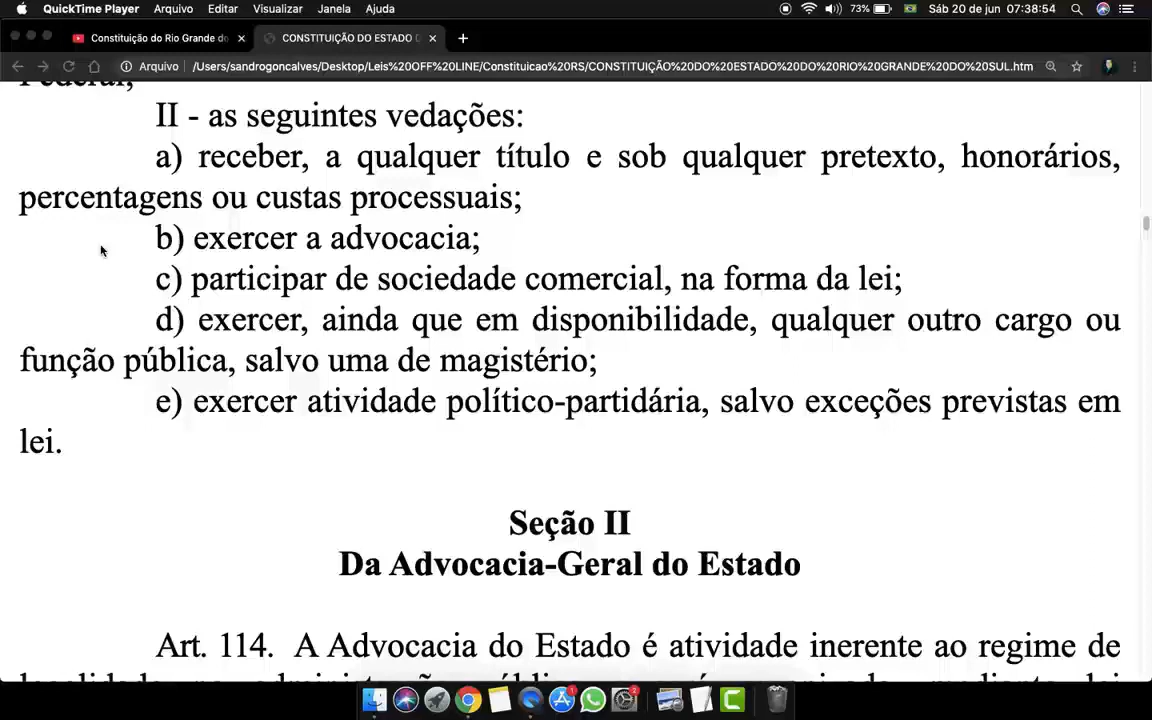 QuickTime Player Arquivo Editar Visualizar Janela Ajuda 73% Sáb 20 de jun 07:38:54
Constituição do Rio Grande do CONSTITUIÇÃO DO ESTADO
Arquivo /Users/sandrogoncalves/Desktop/Leis%20OFF%20LINE/Constituicao%20RS/CONSTITUIÇÃO%20DO%20ESTADO%20DO%20RIO%20GRANDE%20DO%20SUL.htm
Federal;
II - as seguintes vedações:
a) receber, a qualquer título e sob qualquer pretexto, honorários,
percentagens ou custas processuais;
b) exercer a advocacia;
c) participar de sociedade comercial, na forma da lei;
d) exercer, ainda que em disponibilidade, qualquer outro cargo ou
função pública, salvo uma de magistério;
e) exercer atividade político-partidária, salvo exceções previstas em
lei.
Seção II
Da Advocacia-Geral do Estado
Art. 114. A Advocacia do Estado é atividade inerente ao regime de